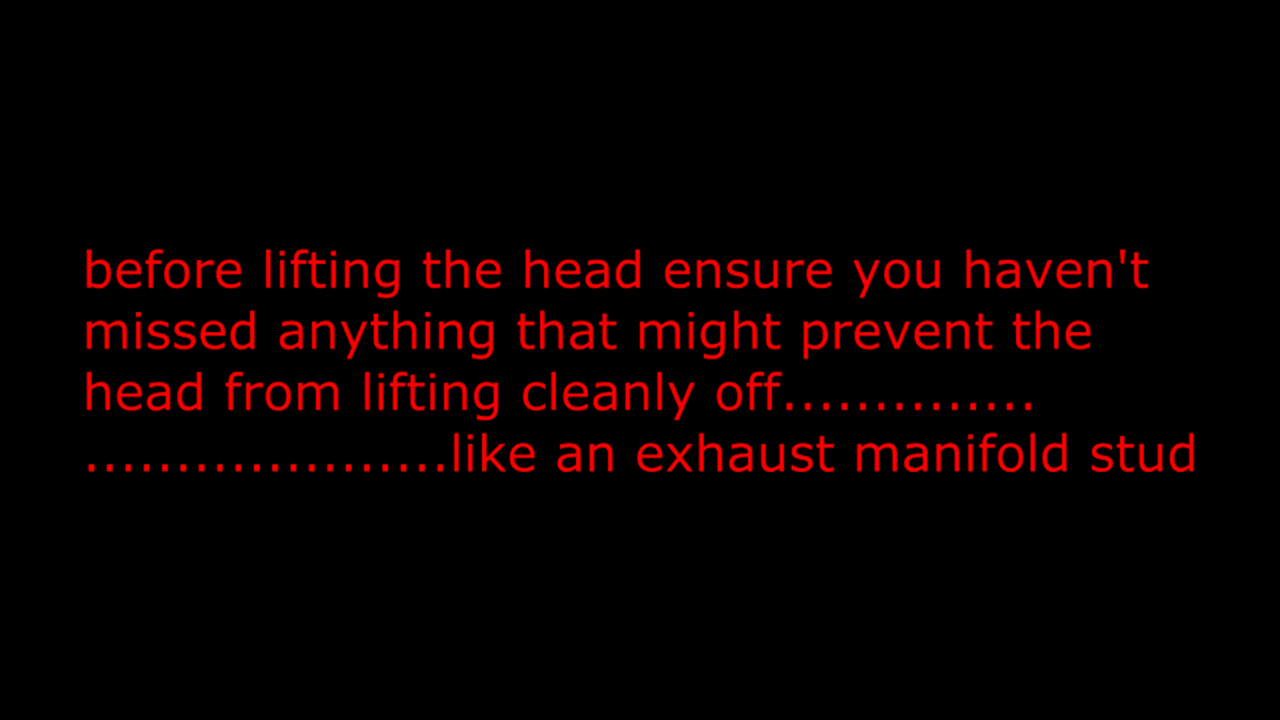 before lifting the head ensure you haven't
missed anything that might prevent the
head from lifting cleanly off..............
....................like an exhaust manifold stud